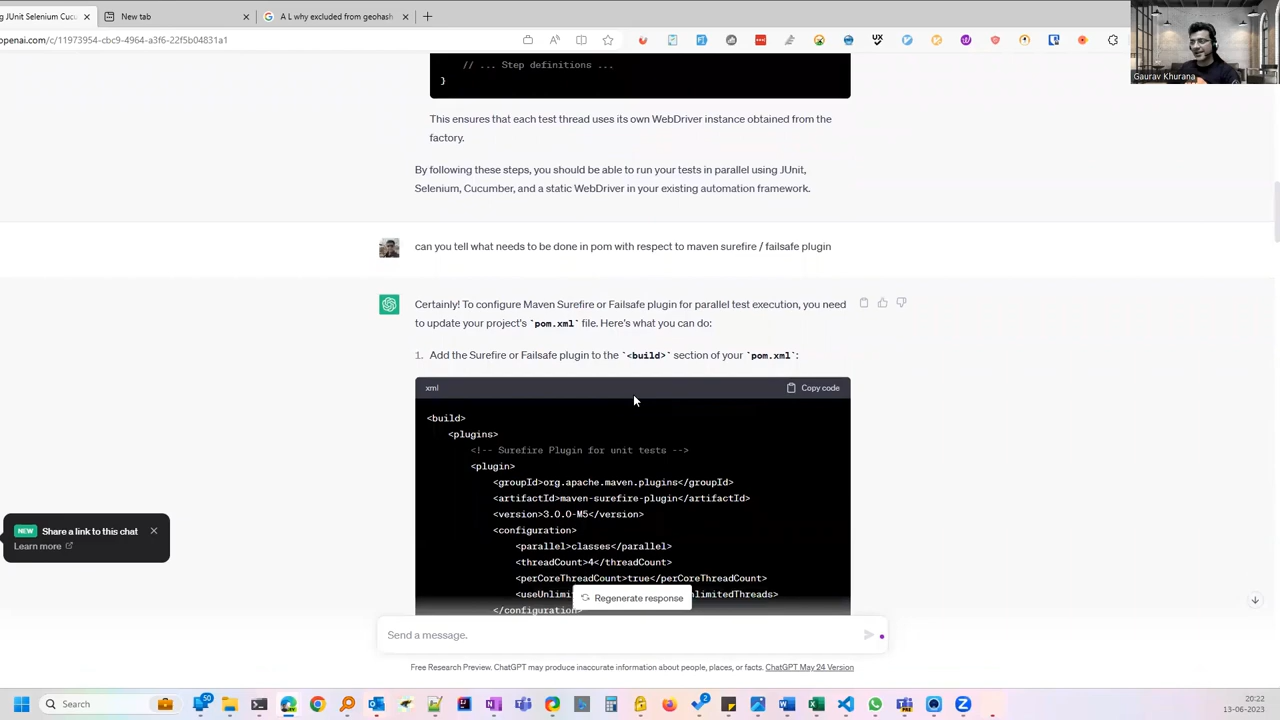 g JUnit Selenium Cucu
New tab
A L why excluded from geohash
openai.com/c/11973954-cbc9-4964-a3f6-22f5b04831a1
Gaurav Khurana
// ... Step definitions ...
}
This ensures that each test thread uses its own WebDriver instance obtained from the
factory.
By following these steps, you should be able to run your tests in parallel using JUnit,
Selenium, Cucumber, and a static WebDriver in your existing automation framework.
can you tell what needs to be done in pom with respect to maven surefire / failsafe plugin
Certainly! To configure Maven Surefire or Failsafe plugin for parallel test execution, you need
to update your project's `pom.xml` file. Here's what you can do:
1. Add the Surefire or Failsafe plugin to the `<build>` section of your `pom.xml`:
xml
Copy code
<build>
<plugins>
<!-- Surefire Plugin for unit tests -->
<plugin>
<groupId>org.apache.maven.plugins</groupId>
<artifactId>maven-surefire-plugin</artifactId>
<version>3.0.0-M5</version>
<configuration>
<parallel>classes</parallel>
<threadCount>4</threadCount>
<perCoreThreadCount>true</perCoreThreadCount>
<useUnlimit
limitedThreads>
</configuration>
NEW Share a link to this chat
Learn more
Regenerate response
Send a message.
Free Research Preview. ChatGPT may produce inaccurate information about people, places, or facts. ChatGPT May 24 Version
Search
20:22
13-06-2023